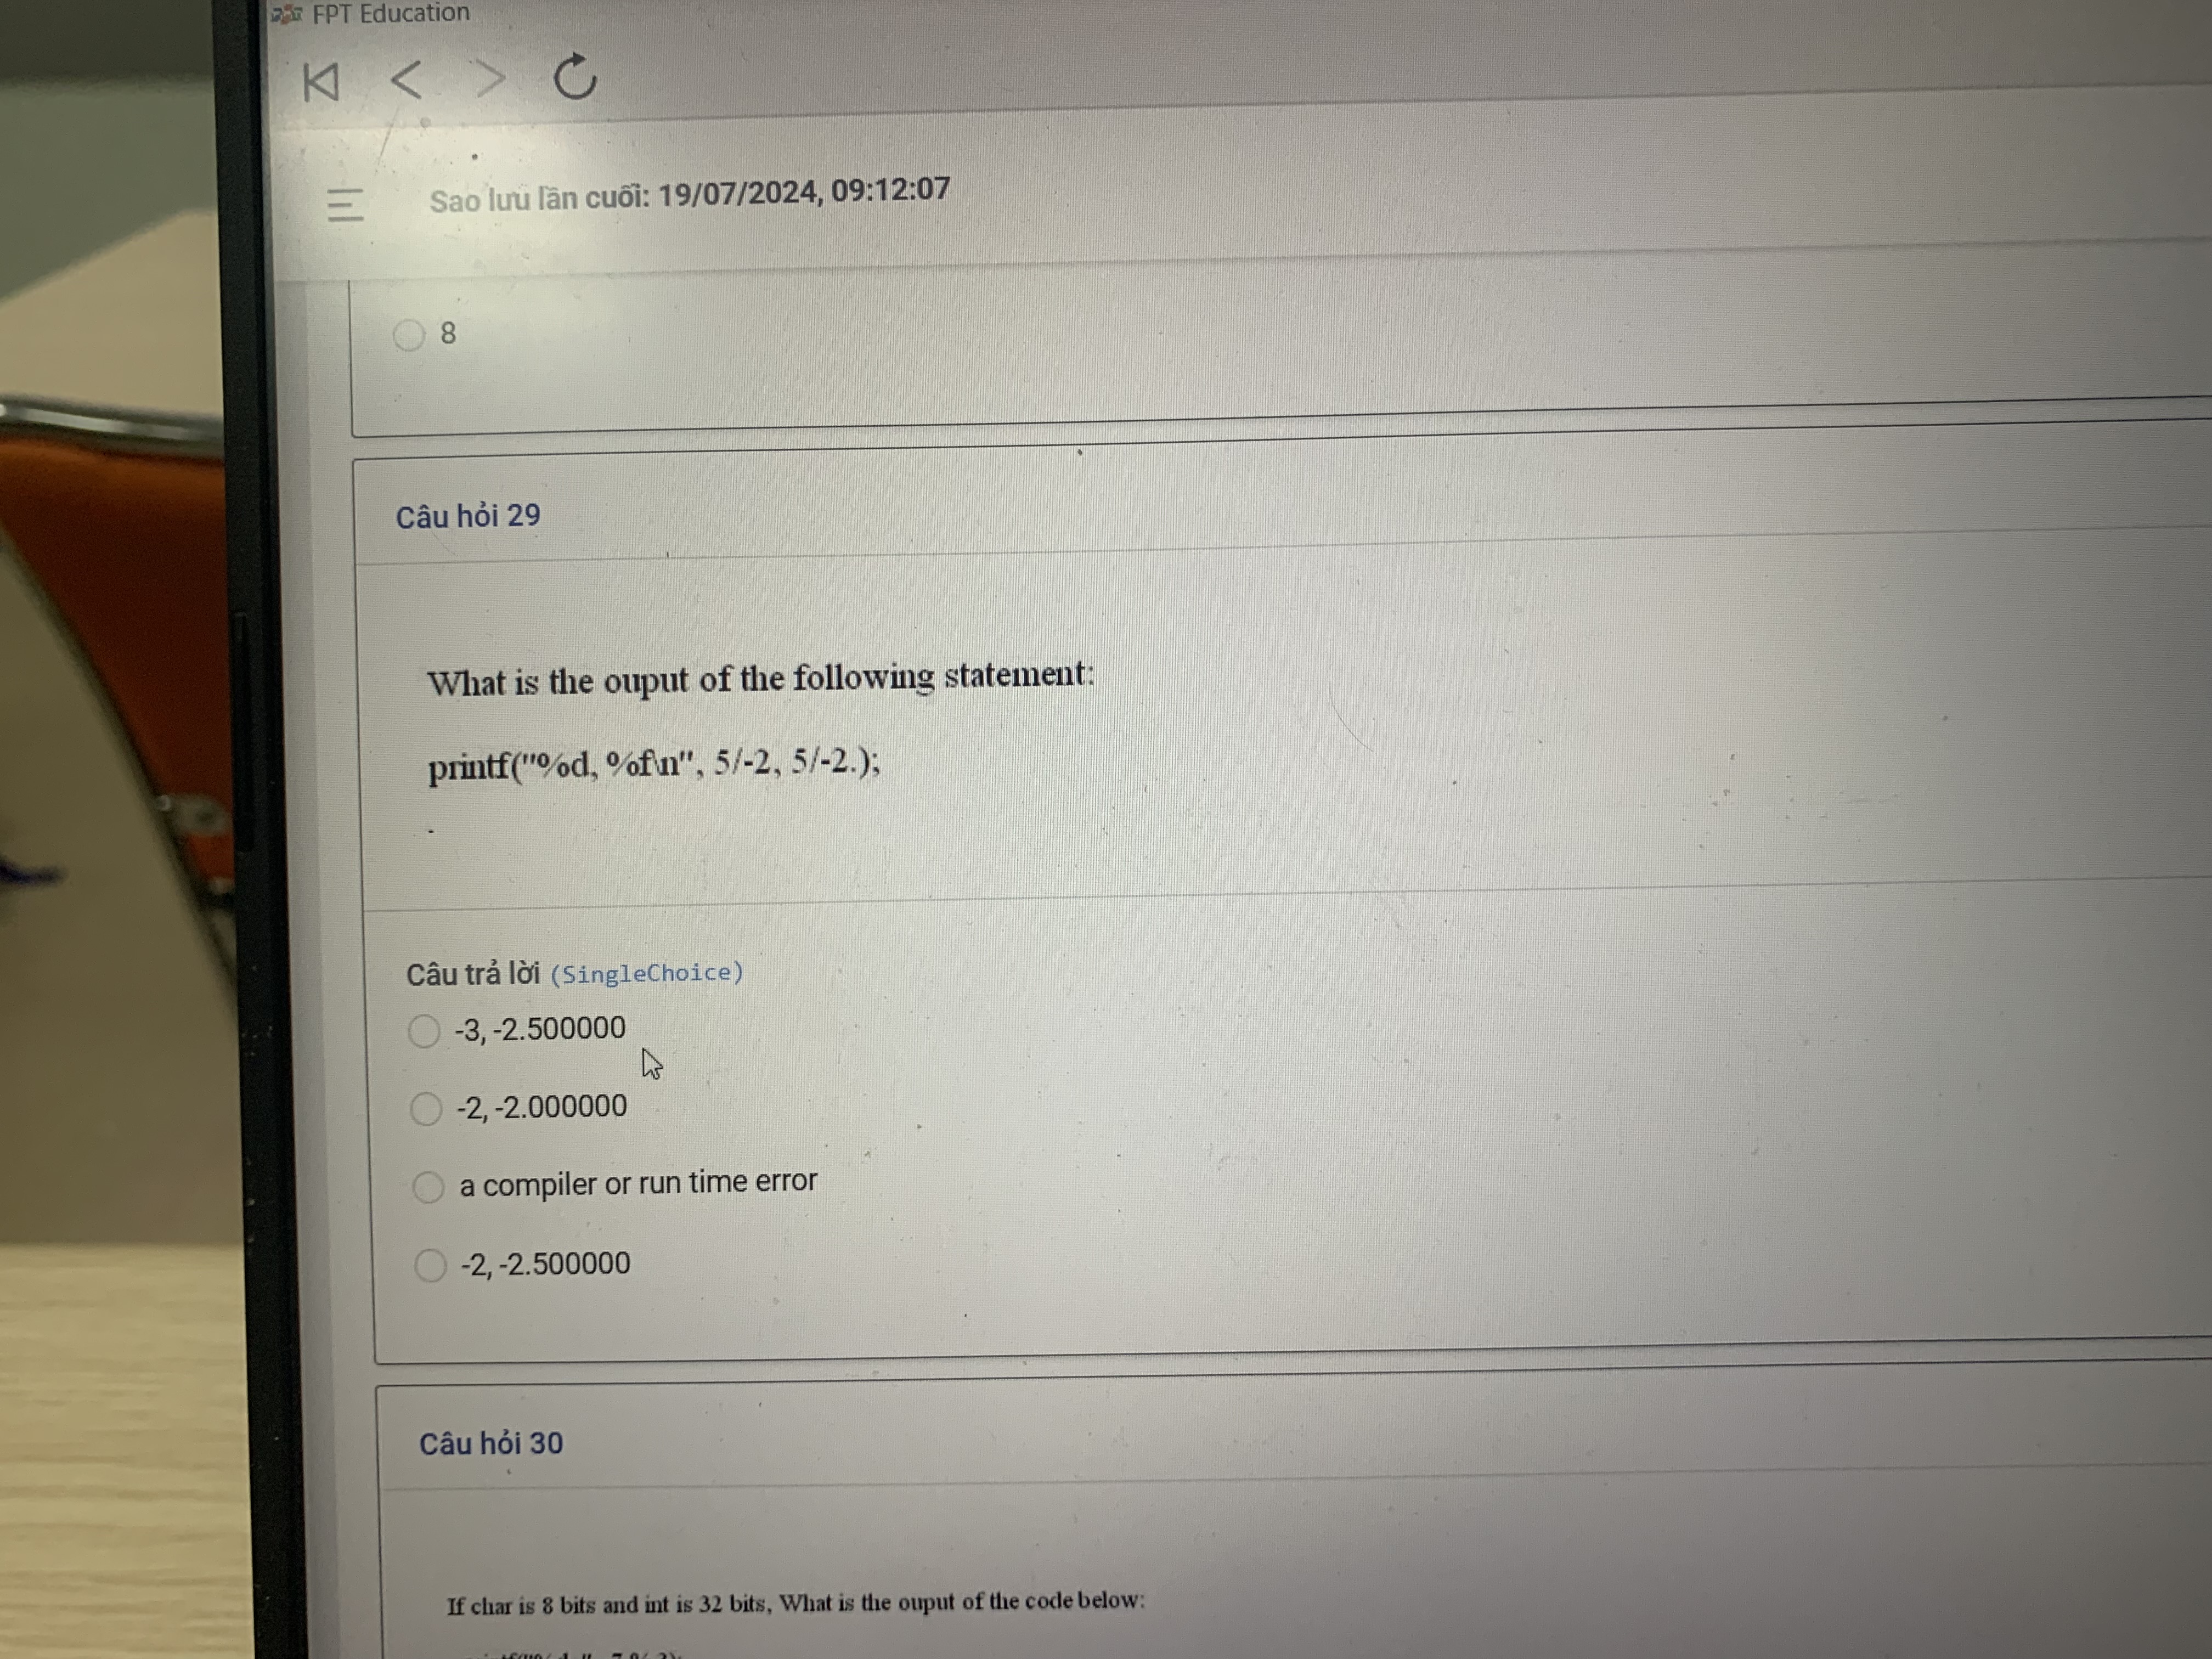 FPT Education
Sao lưu lần cuối: 19/07/2024, 09:12:07
8
Câu hỏi 29
What is the ouput of the following statement:
printf("%d, %f\n", 5/-2, 5/-2.);
Câu trả lời (SingleChoice)
-3, -2.500000
-2, -2.000000
a compiler or run time error
-2, -2.500000
Câu hỏi 30
If char is 8 bits and int is 32 bits, What is the ouput of the code below: